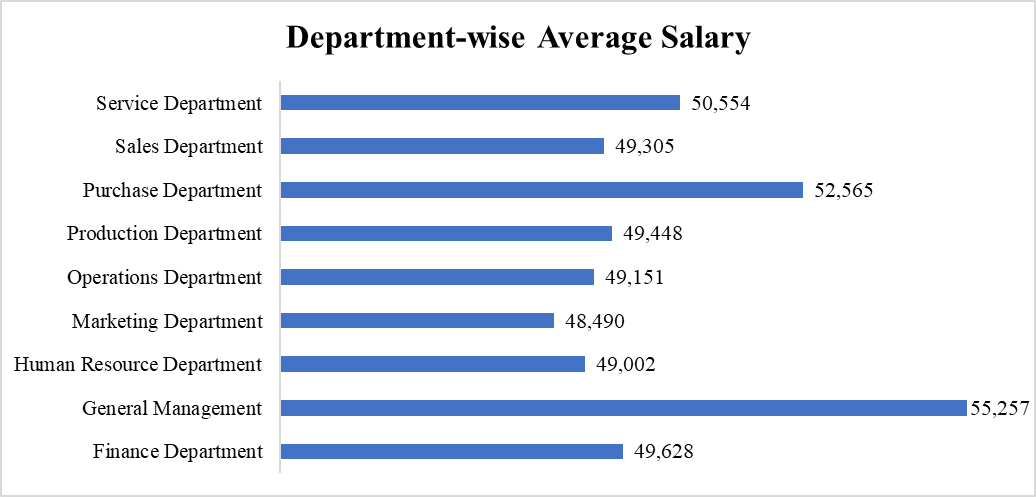 Department-wise Average Salary
Service Department 50,554
Sales Department 49,305
Purchase Department 52,565
Production Department 49,448
Operations Department 49,151
Marketing Department 48,490
Human Resource Department 49,002
General Management 55,257
Finance Department 49,628